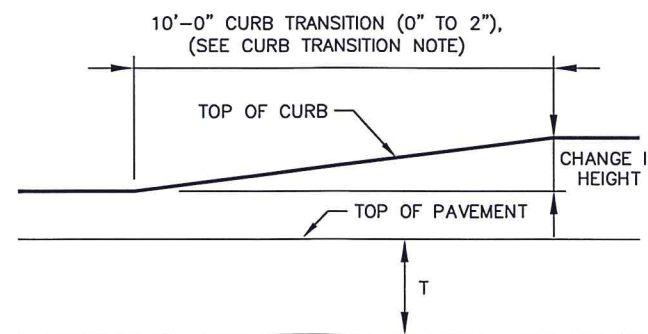 10'-0" CURB TRANSITION (0" TO 2"),
(SEE CURB TRANSITION NOTE)
TOP OF CURB
CHANGE I
HEIGHT
TOP OF PAVEMENT
T